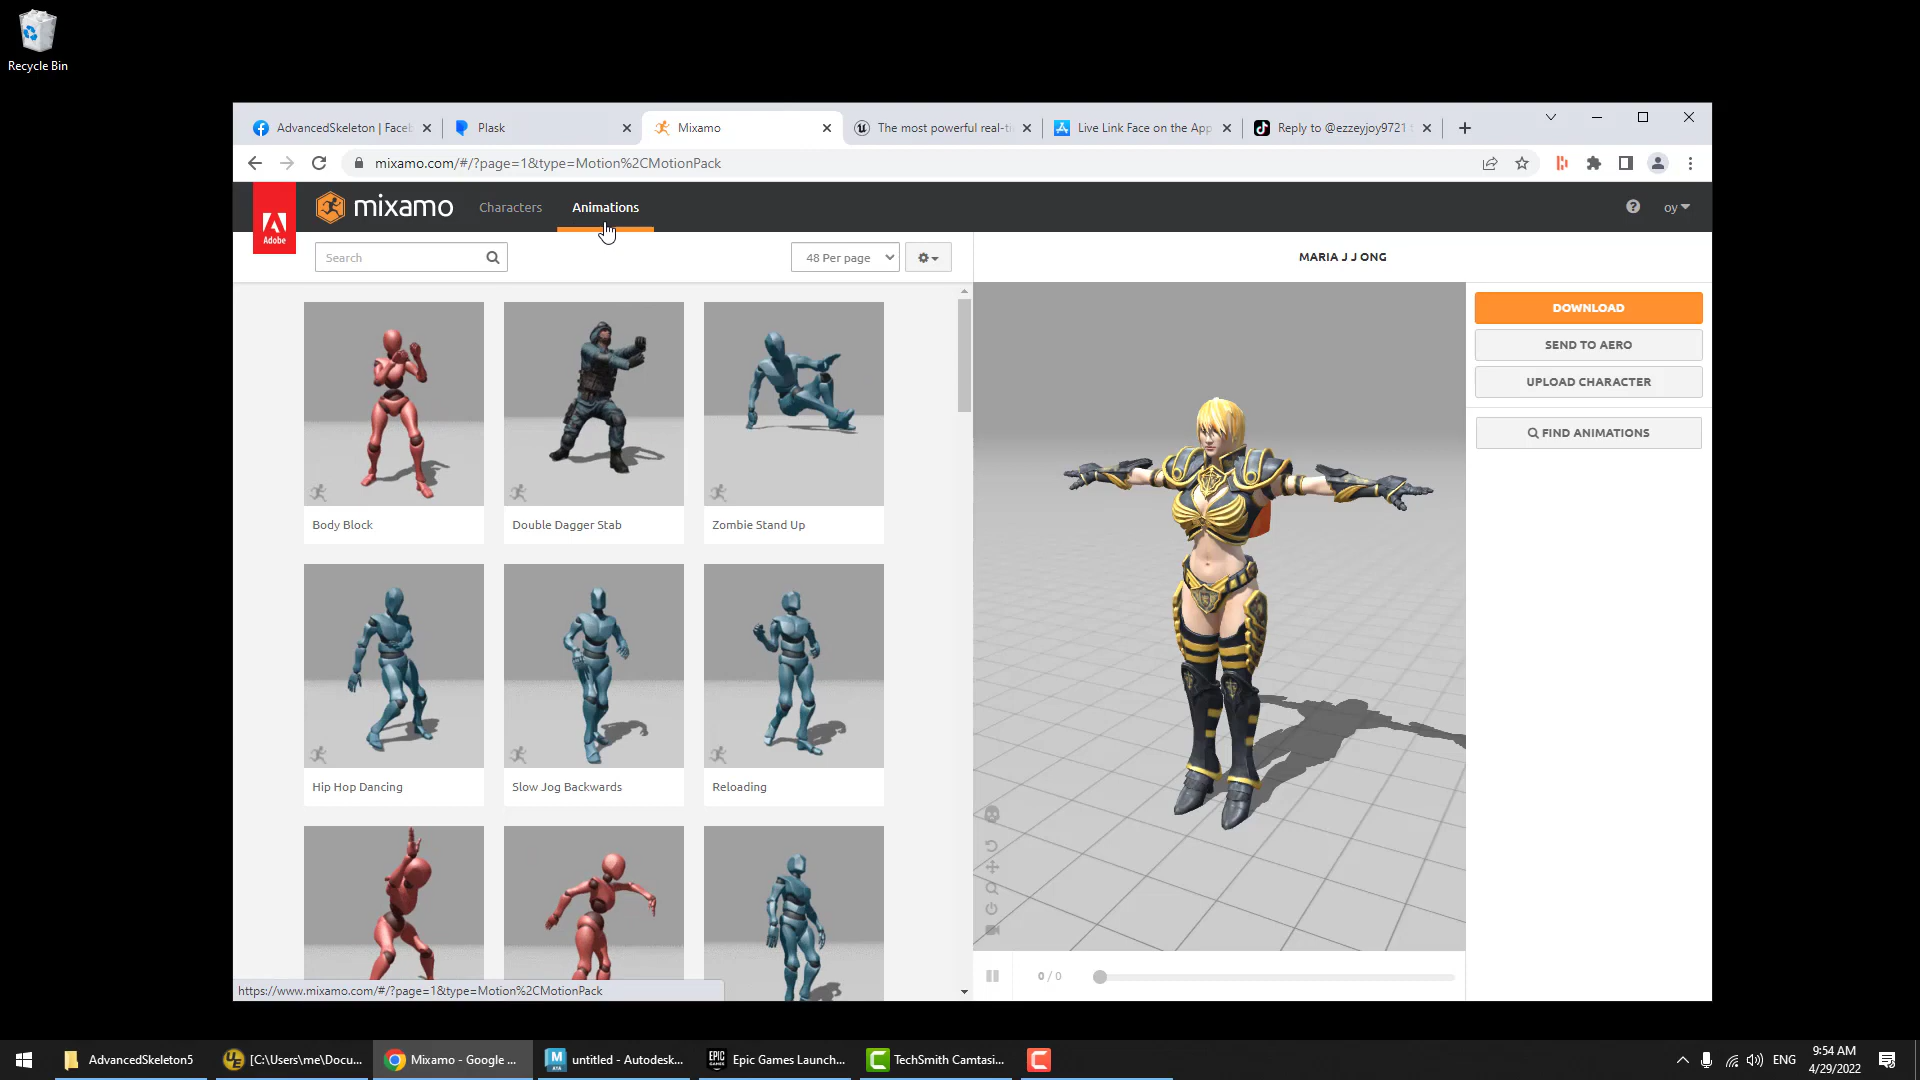 Recycle Bin
AdvancedSkeleton | Faceb
Plask
Mixamo
The most powerful real-ti
Live Link Face on the App
Reply to @ezzeyjoy9721
mixamo.com/#/?page=1&type=Motion%2CMotionPack
Adobe
mixamo
Characters
Animations
oy
Search
48 Per page
MARIA J J ONG
DOWNLOAD
SEND TO AERO
UPLOAD CHARACTER
FIND ANIMATIONS
Body Block
Double Dagger Stab
Zombie Stand Up
Hip Hop Dancing
Slow Jog Backwards
Reloading
0 / 0
https://www.mixamo.com/#/?page=1&type=Motion%2CMotionPack
AdvancedSkeleton5
[C:\Users\me\Docu...
Mixamo - Google ...
untitled - Autodesk...
EPIC GAMES
Epic Games Launch...
TechSmith Camtasi...
ENG
9:54 AM
4/29/2022